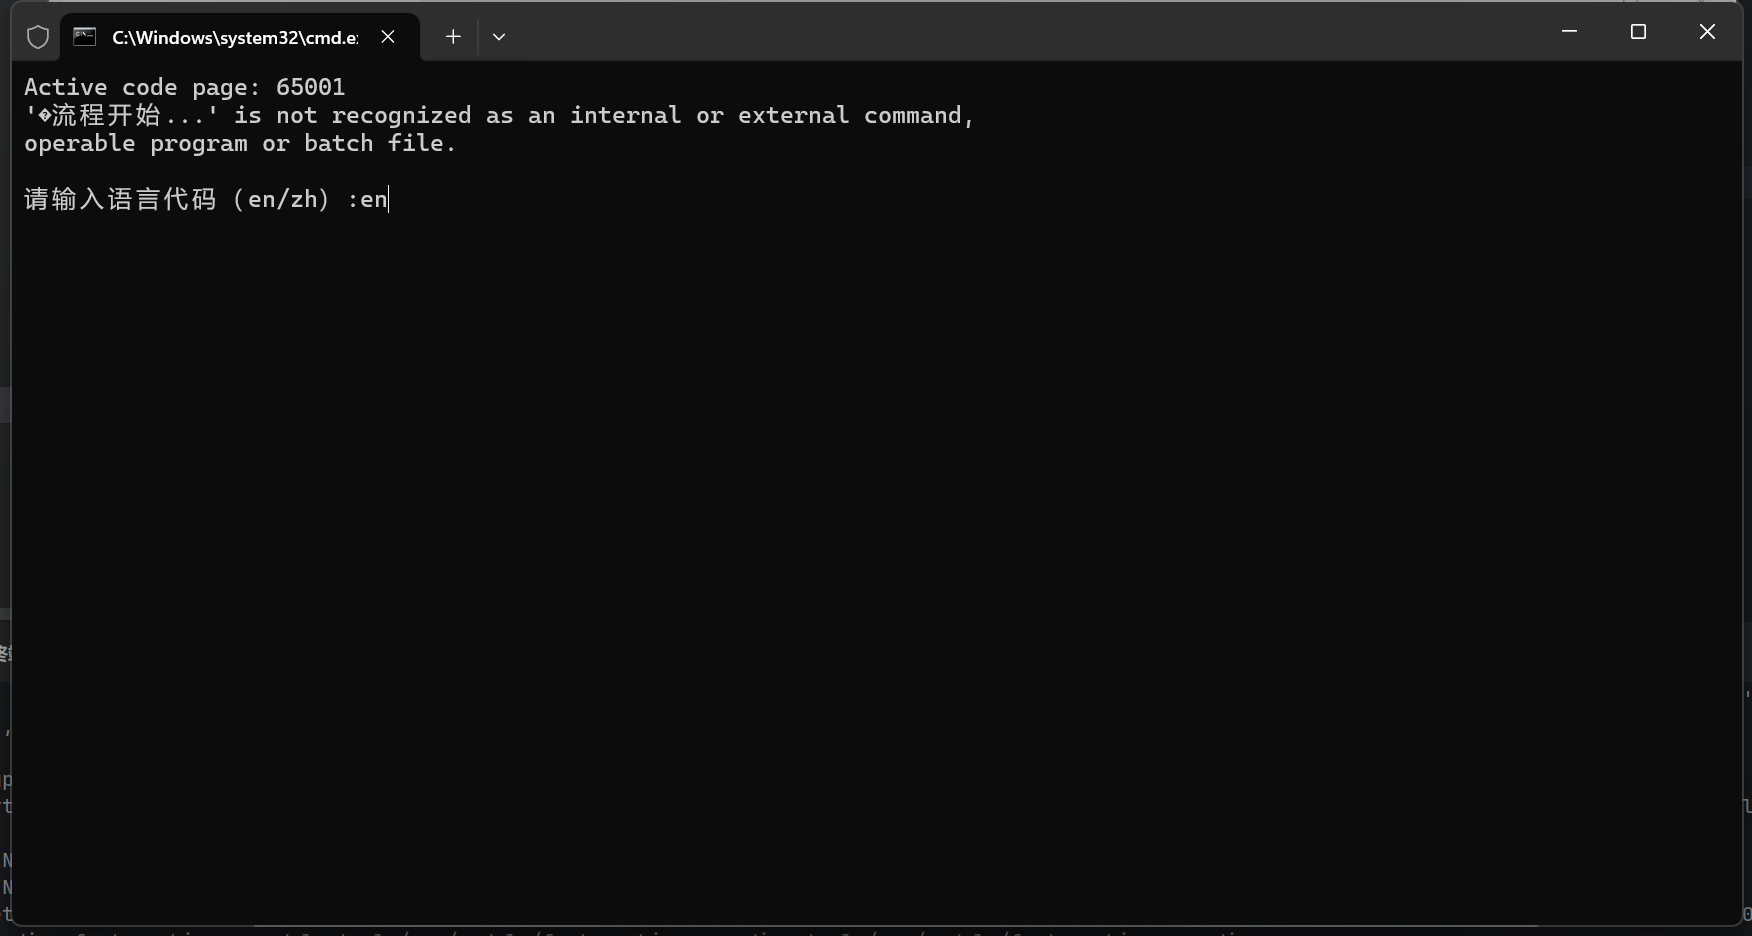 C:\Windows\system32\cmd.e
Active code page: 65001
'�流程开始...' is not recognized as an internal or external command,
operable program or batch file.
请输入语言代码 (en/zh) :en